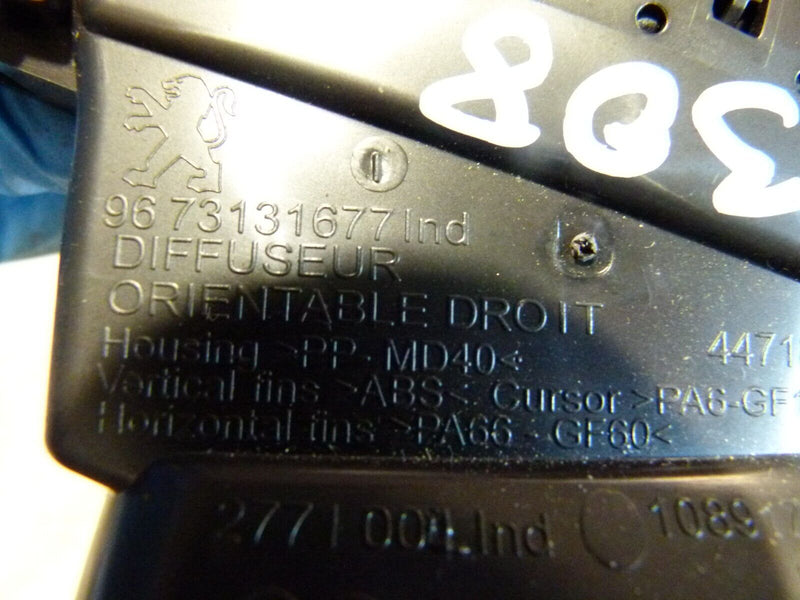 308
96 73131677 Ind
DIFFUSEUR
ORIENTABLE DROIT
Housing >PP - MD40<
Vertical fins >ABS< Cursor >PA6-GF
Horizontal fins >PA66 - GF60<